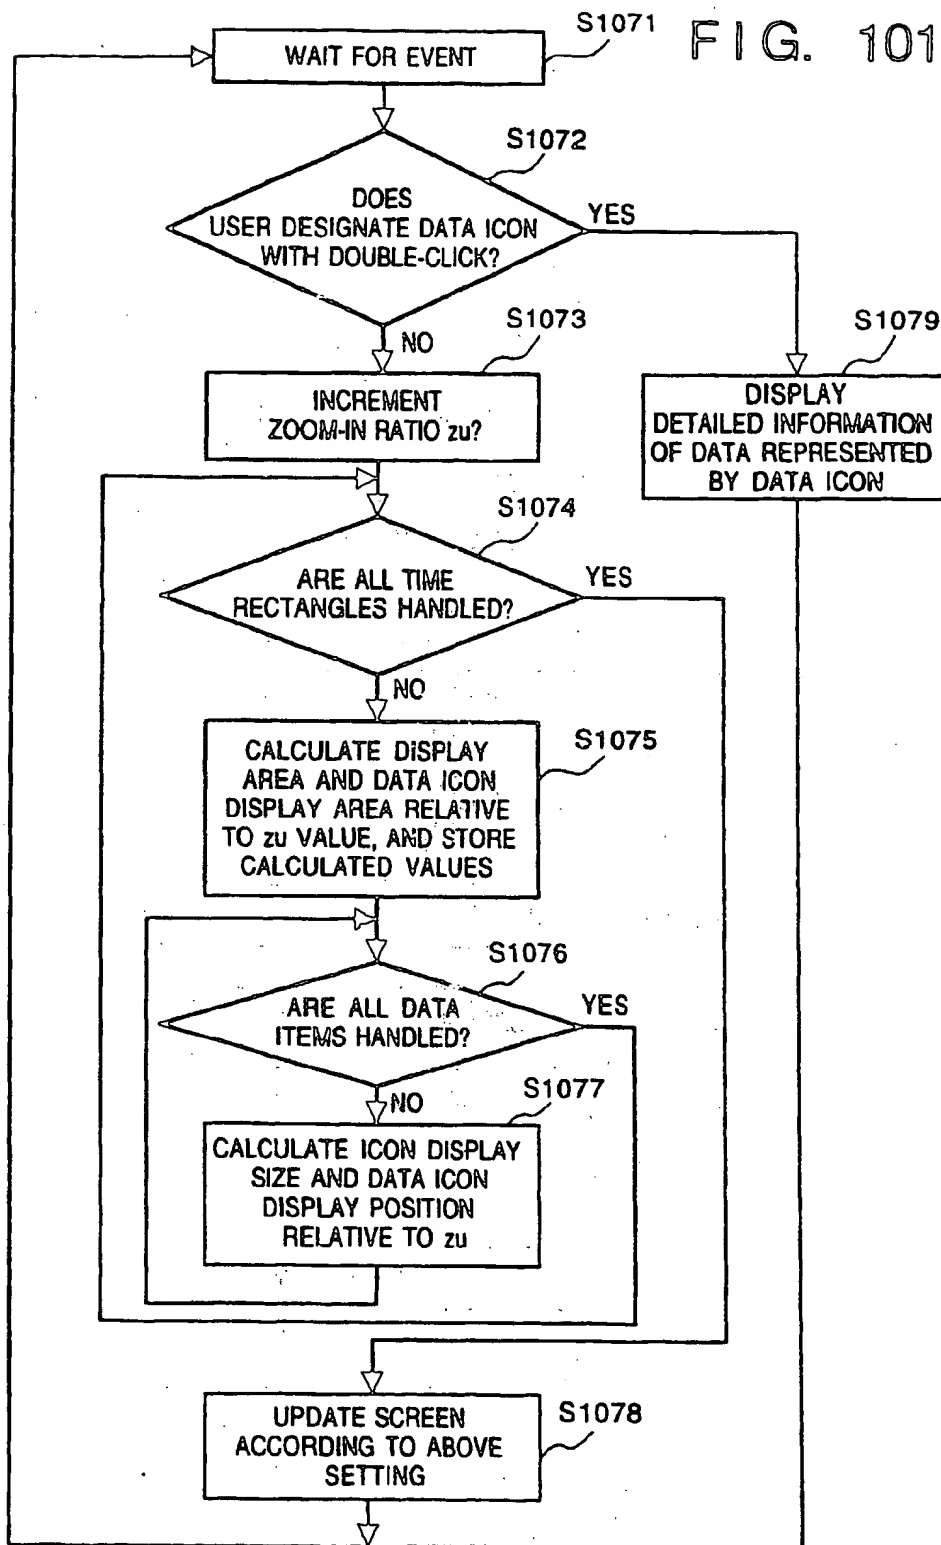 S1071
FIG. 101
WAIT FOR EVENT
S1072
DOES
USER DESIGNATE DATA ICON
WITH DOUBLE-CLICK?
YES
NO
S1073
S1079
INCREMENT
ZOOM-IN RATIO zu?
DISPLAY
DETAILED INFORMATION
OF DATA REPRESENTED
BY DATA ICON
S1074
ARE ALL TIME
RECTANGLES HANDLED?
YES
NO
S1075
CALCULATE DISPLAY
AREA AND DATA ICON
DISPLAY AREA RELATIVE
TO zu VALUE, AND STORE
CALCULATED VALUES
S1076
ARE ALL DATA
ITEMS HANDLED?
YES
NO
S1077
CALCULATE ICON DISPLAY
SIZE AND DATA ICON
DISPLAY POSITION
RELATIVE TO zu
S1078
UPDATE SCREEN
ACCORDING TO ABOVE
SETTING